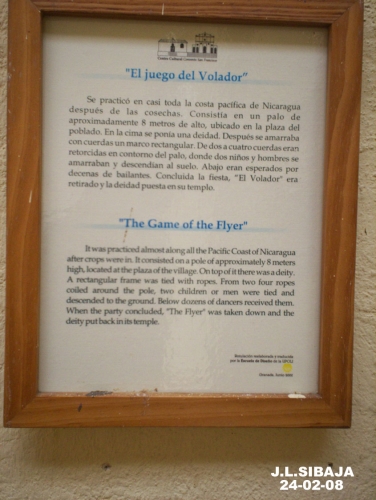 "El juego del Volador"
Se practicó en casi toda la costa pacífica de Nicaragua
después de las cosechas. Consistía en un palo de
aproximadamente 8 metros de alto, ubicado en la plaza del
poblado. En la cima se ponía una deidad. Después se amarraba
con cuerdas un marco rectangular. De dos a cuatro cuerdas eran
retorcidas en contorno del palo, donde dos niños y hombres se
amarraban y descendían al suelo. Abajo eran esperados por
decenas de bailantes. Concluida la fiesta, "El Volador" era
retirado y la deidad puesta en su templo.
"The Game of the Flyer"
It was practiced almost along all the Pacific Coast of Nicaragua
after crops were in. It consisted on a pole of approximately 8 meters
high, located at the plaza of the village. On top of it there was a deity.
A rectangular frame was tied with ropes. From two four ropes
coiled around the pole, two children or men were tied and
descended to the ground. Below dozens of dancers received them.
When the party concluded, "The Flyer" was taken down and the
deity put back in its temple.
J.L.SIBAJA
24-02-08